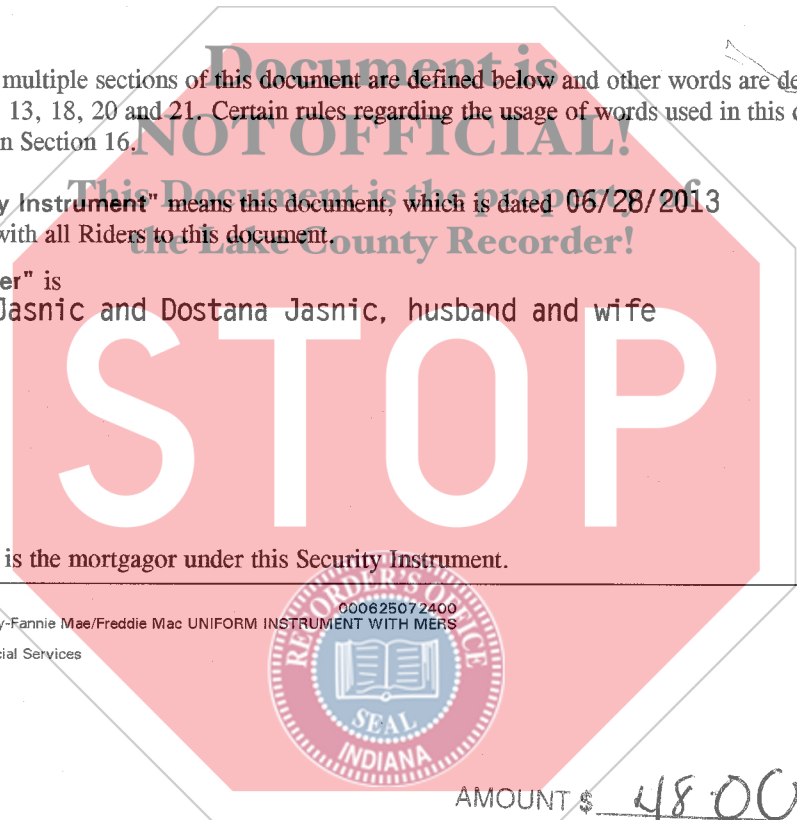 Document is
multiple sections of this document are defined below and other words are de
13, 18, 20 and 21. Certain rules regarding the usage of words used in this
n Section 16.
NOT OFFICIAL!
This Document is the property of
y Instrument" means this document, which is dated 06/28/2013
with all Riders to this document.
the Lake County Recorder!
er" is
Jasnic and Dostana Jasnic, husband and wife
STOP
is the mortgagor under this Security Instrument.
000625072400
y-Fannie Mae/Freddie Mac UNIFORM INSTRUMENT WITH MERS
cial Services
RECORDER'S OFFICE
SEAL
INDIANA
AMOUNT $ 48.00